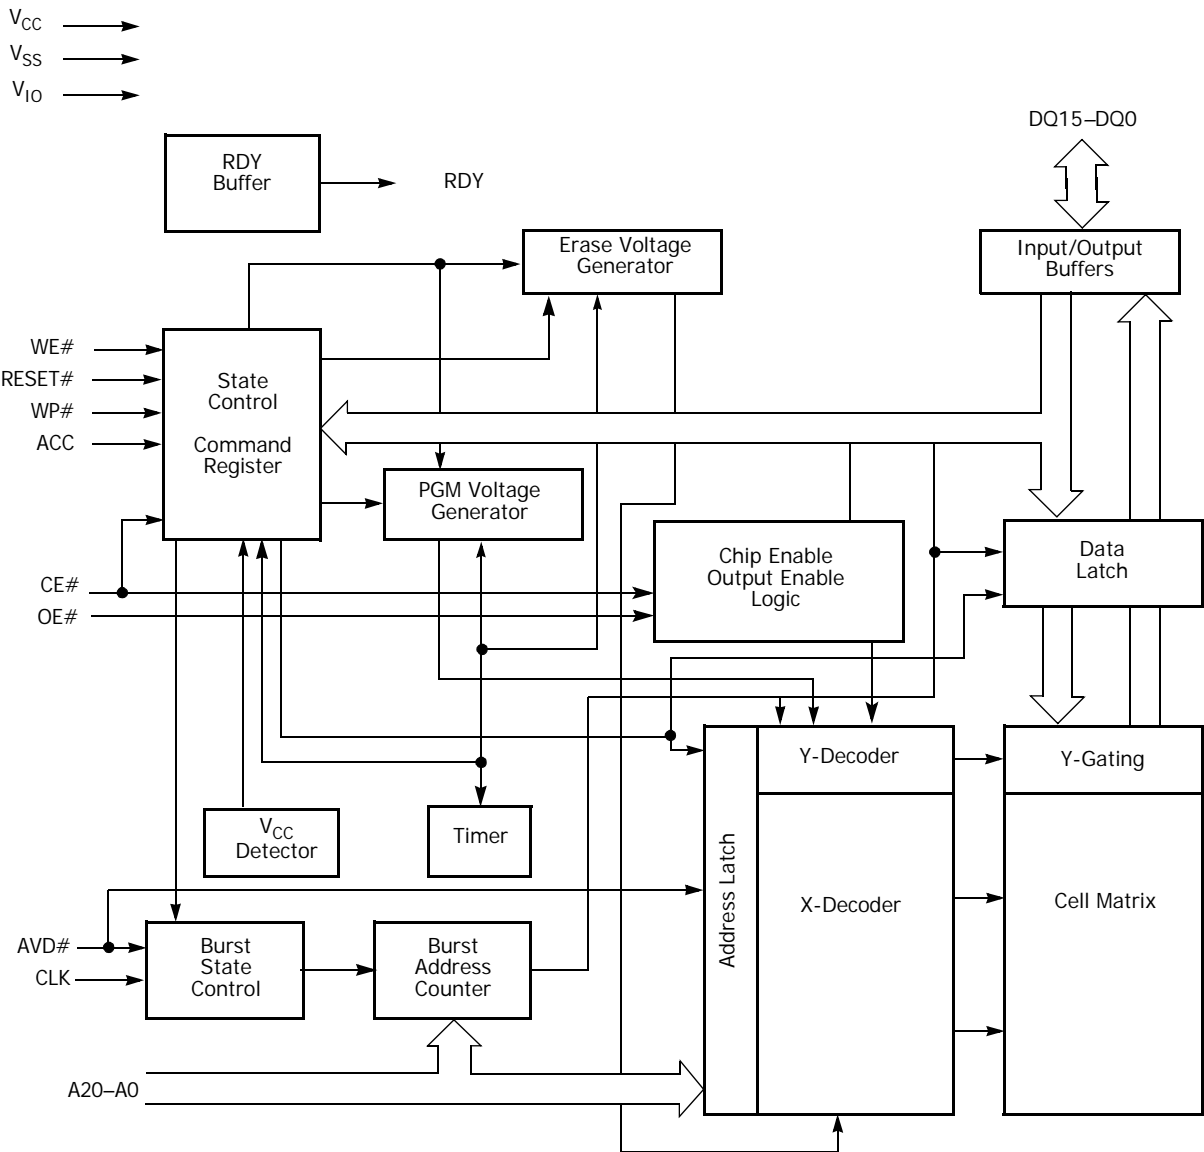 VCC
VSS
VIO
DQ15–DQ0
RDY
Buffer
RDY
Erase Voltage
Generator
Input/Output
Buffers
WE#
RESET#
WP#
ACC
State
Control
Command
Register
PGM Voltage
Generator
Chip Enable
Output Enable
Logic
Data
Latch
CE#
OE#
Y-Decoder
Y-Gating
VCC
Detector
Timer
Address Latch
X-Decoder
Cell Matrix
AVD#
CLK
Burst
State
Control
Burst
Address
Counter
A20–A0